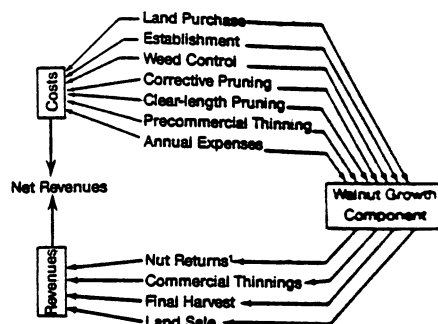 Land Purchase
Establishment
Weed Control
Corrective Pruning
Clear-length Pruning
Precommercial Thinning
Annual Expenses
Costs
Net Revenues
Walnut Growth
Component
Revenues
Nut Returns¹
Commercial Thinnings
Final Harvest
Land Sale